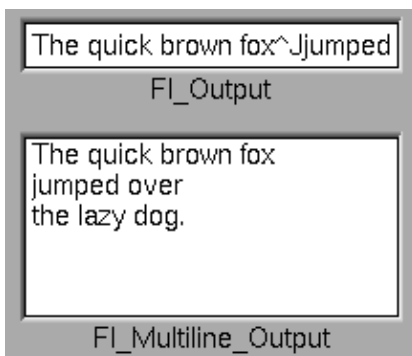 The quick brown fox^Jjumped
Fl_Output
The quick brown fox
jumped over
the lazy dog.
Fl_Multiline_Output